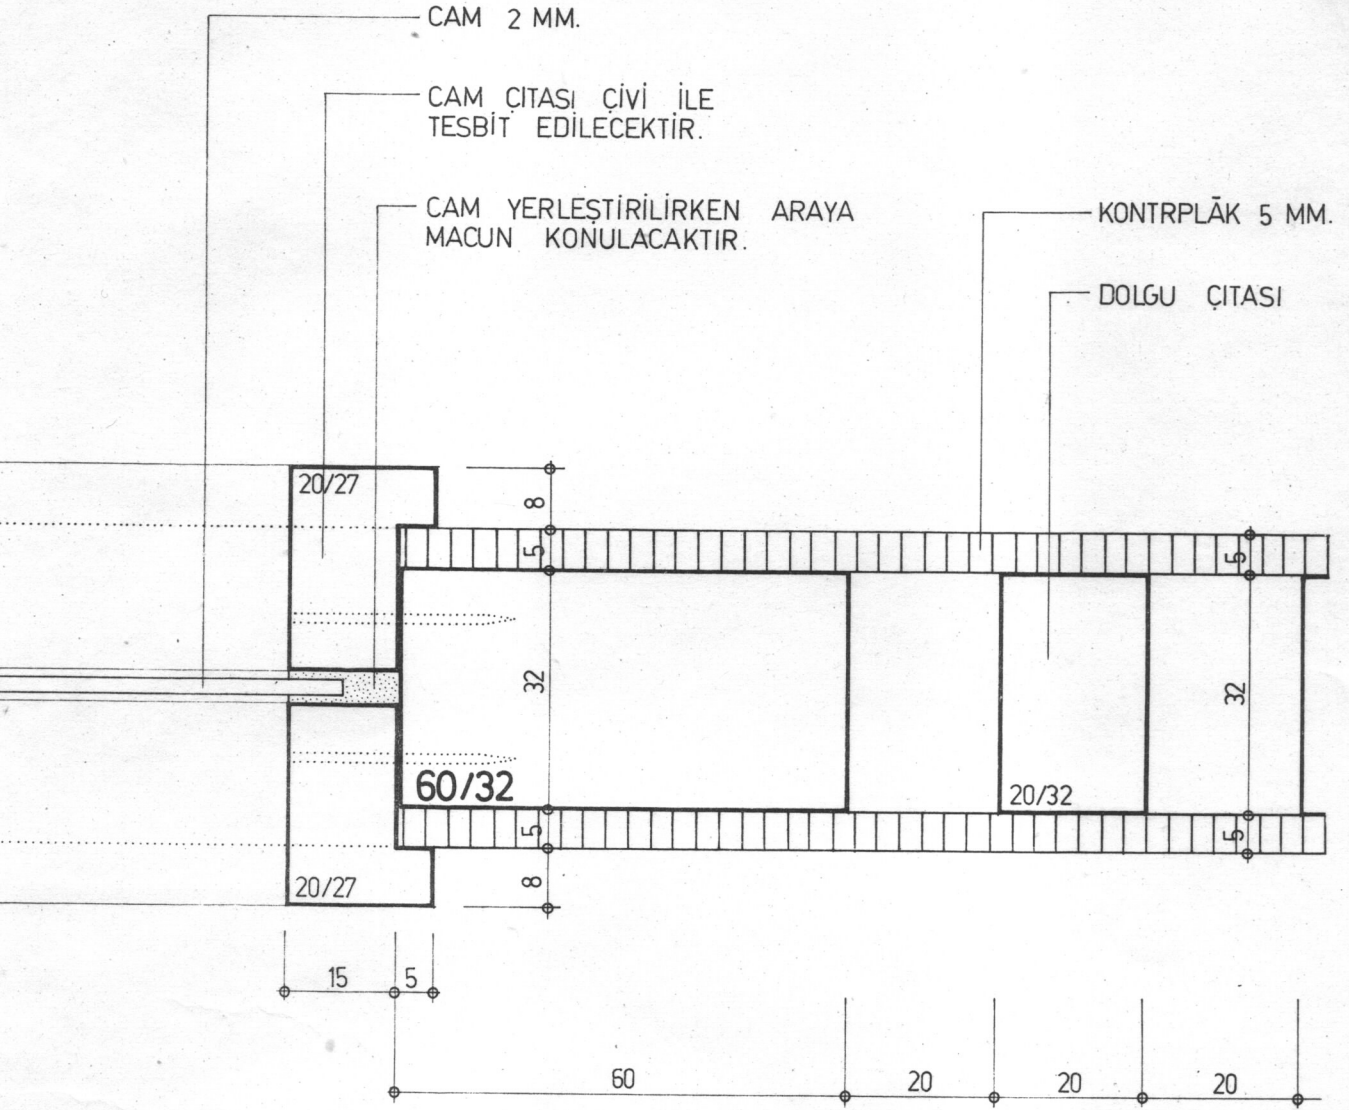 CAM 2 MM.
CAM ÇITASI ÇİVİ İLE
TESBİT EDİLECEKTİR.
CAM YERLEŞTİRİLİRKEN ARAYA
MACUN KONULACAKTIR.
KONTRPLĀK 5 MM.
DOLGU ÇITASI
20/27
8
5
5
32
32
60/32
20/32
5
5
8
20/27
15
5
60
20
20
20